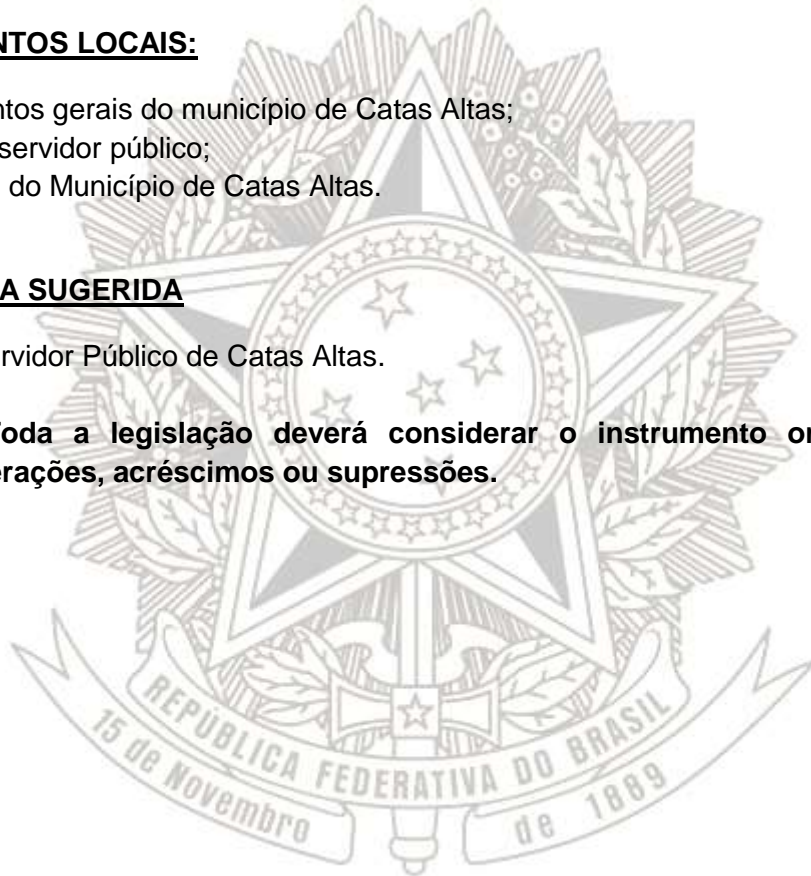 NTOS LOCAIS:
ntos gerais do município de Catas Altas;
servidor público;
do Município de Catas Altas.
A SUGERIDA
rvidor Público de Catas Altas.
oda a legislação deverá considerar o instrumento or
erações, acréscimos ou supressões.
REPÚBLICA FEDERATIVA DO BRASIL
15 de Novembro de 1889